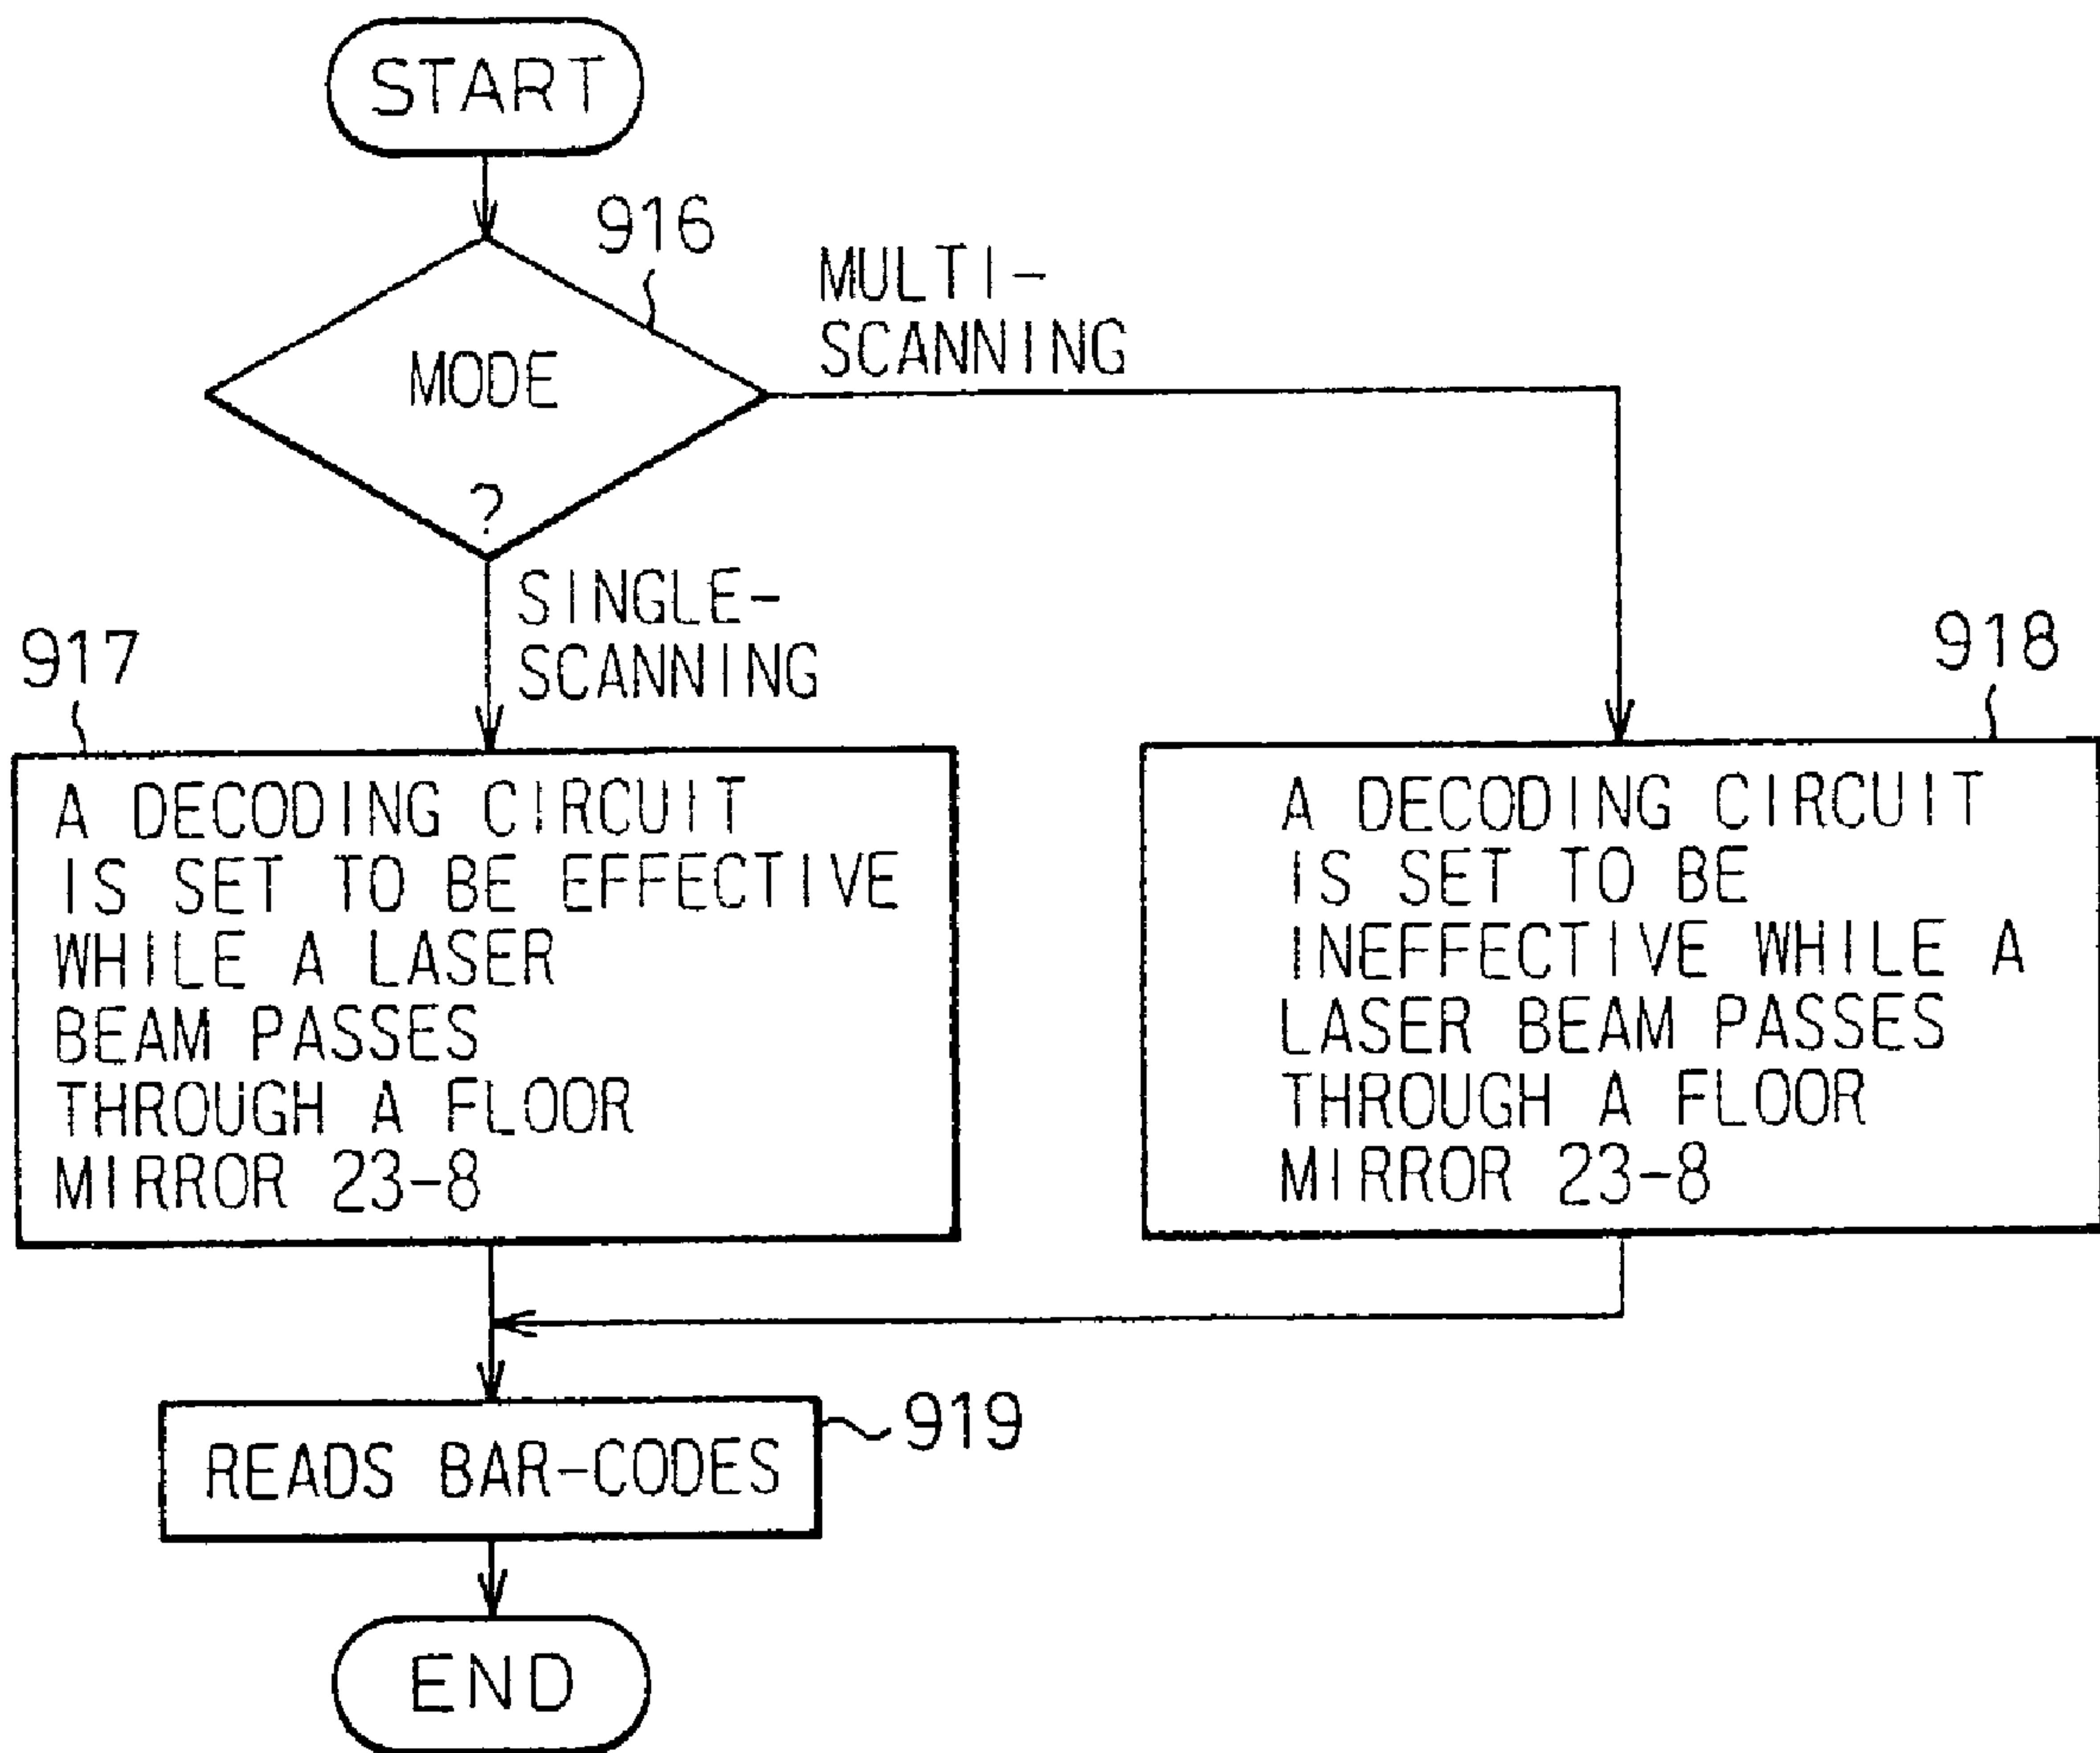 START
916
MULTI-
SCANNING
MODE
?
SINGLE-
SCANNING
917
918
A DECODING CIRCUIT
IS SET TO BE EFFECTIVE
WHILE A LASER
BEAM PASSES
THROUGH A FLOOR
MIRROR 23-8
A DECODING CIRCUIT
IS SET TO BE
INEFFECTIVE WHILE A
LASER BEAM PASSES
THROUGH A FLOOR
MIRROR 23-8
READS BAR-CODES
919
END